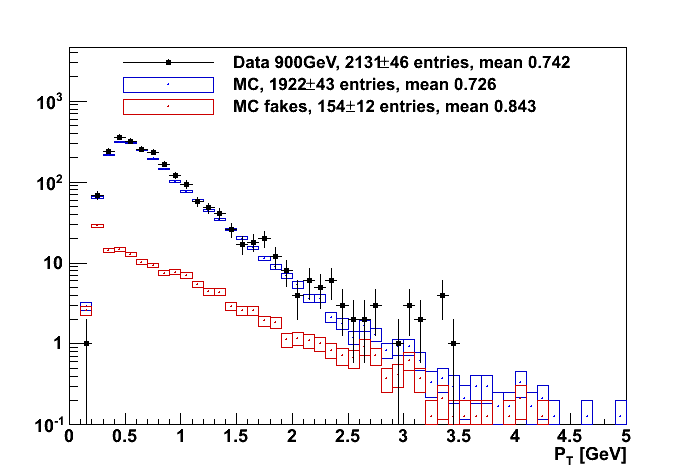 Data 900GeV, 2131±46 entries, mean 0.742
MC, 1922±43 entries, mean 0.726
MC fakes, 154±12 entries, mean 0.843
10³
10²
10
1
10⁻¹
0 0.5 1 1.5 2 2.5 3 3.5 4 4.5 5
P_T [GeV]